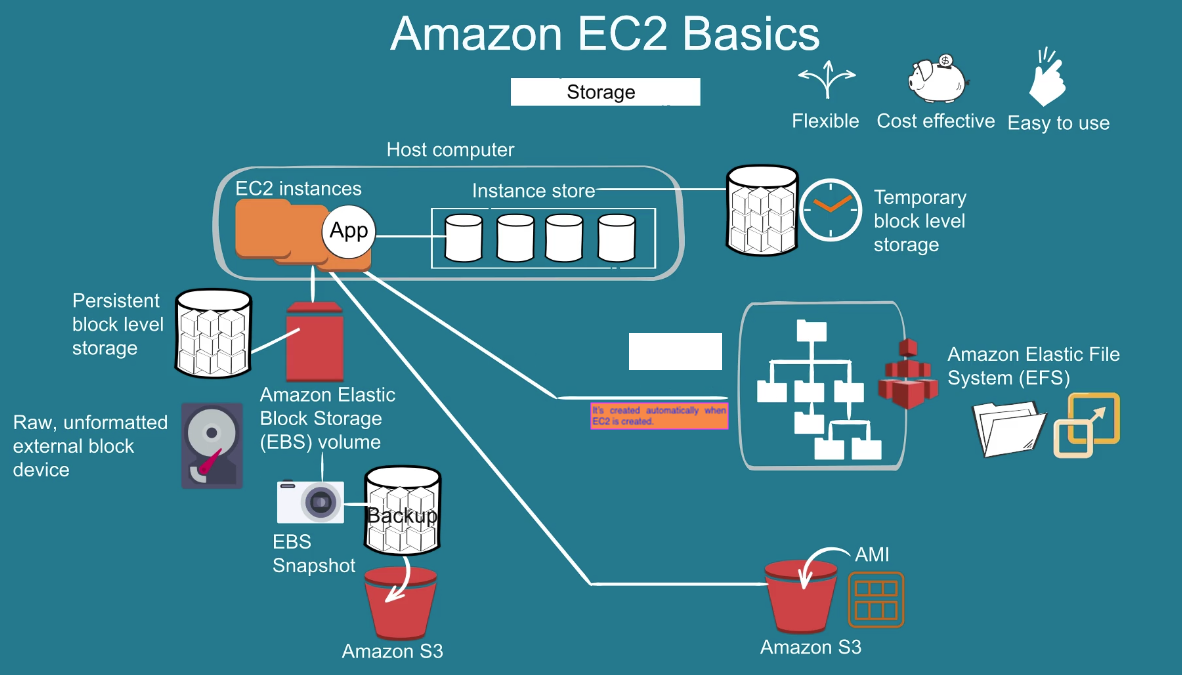 Amazon EC2 Basics
Storage
Flexible
Cost effective
Easy to use
Host computer
EC2 instances
App
Instance store
Temporary
block level
storage
Persistent
block level
storage
Amazon Elastic
Block Storage
(EBS) volume
Raw, unformatted
external block
device
It's created automatically when
EC2 is created.
Amazon Elastic File
System (EFS)
Backup
EBS
Snapshot
Amazon S3
AMI
Amazon S3